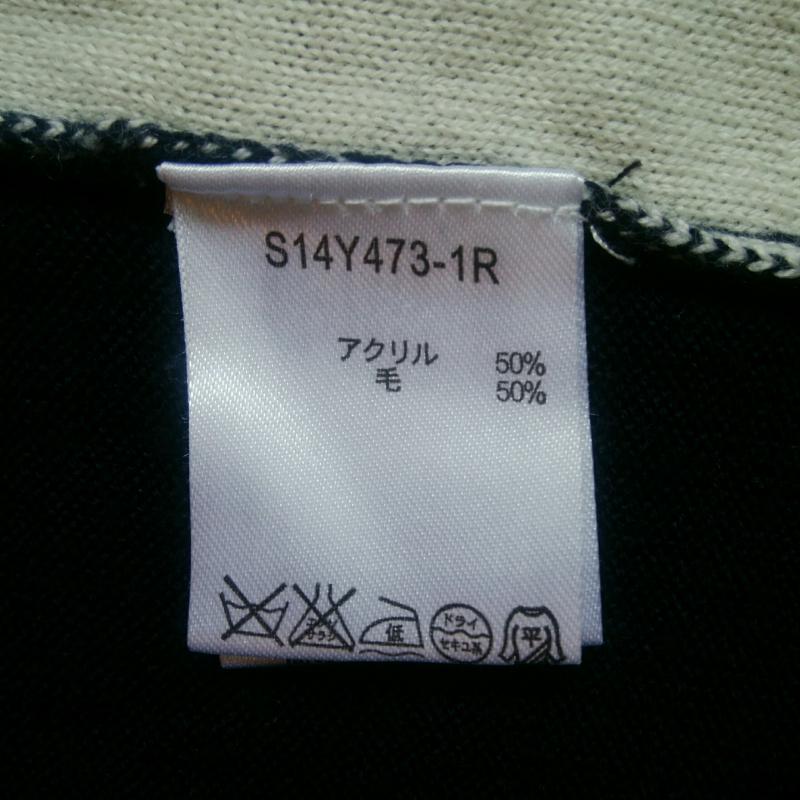 S14Y473-1R
アクリル 50%
毛 50%
低
ドライ
セキユ系
平